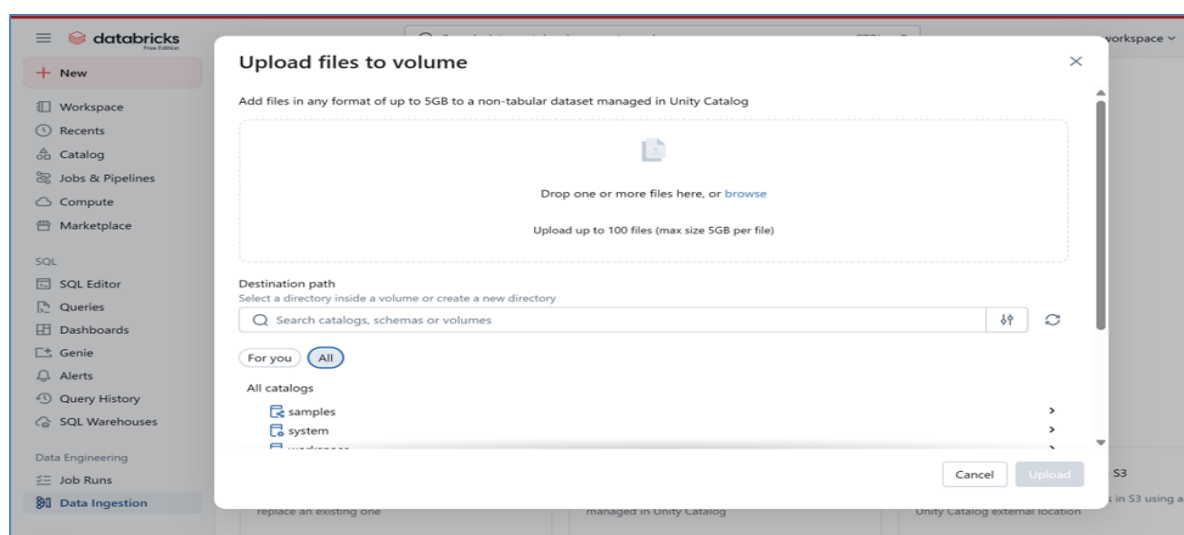 databricks
Free Edition
workspace
New
Workspace
Recents
Catalog
Jobs & Pipelines
Compute
Marketplace
SQL
SQL Editor
Queries
Dashboards
Genie
Alerts
Query History
SQL Warehouses
Data Engineering
Job Runs
Data Ingestion
Upload files to volume
Add files in any format of up to 5GB to a non-tabular dataset managed in Unity Catalog
Drop one or more files here, or browse
Upload up to 100 files (max size 5GB per file)
Destination path
Select a directory inside a volume or create a new directory
Search catalogs, schemas or volumes
For you
All
All catalogs
samples
system
Cancel
Upload
S3
in S3 using a
replace an existing one
managed in Unity Catalog
Unity Catalog external location